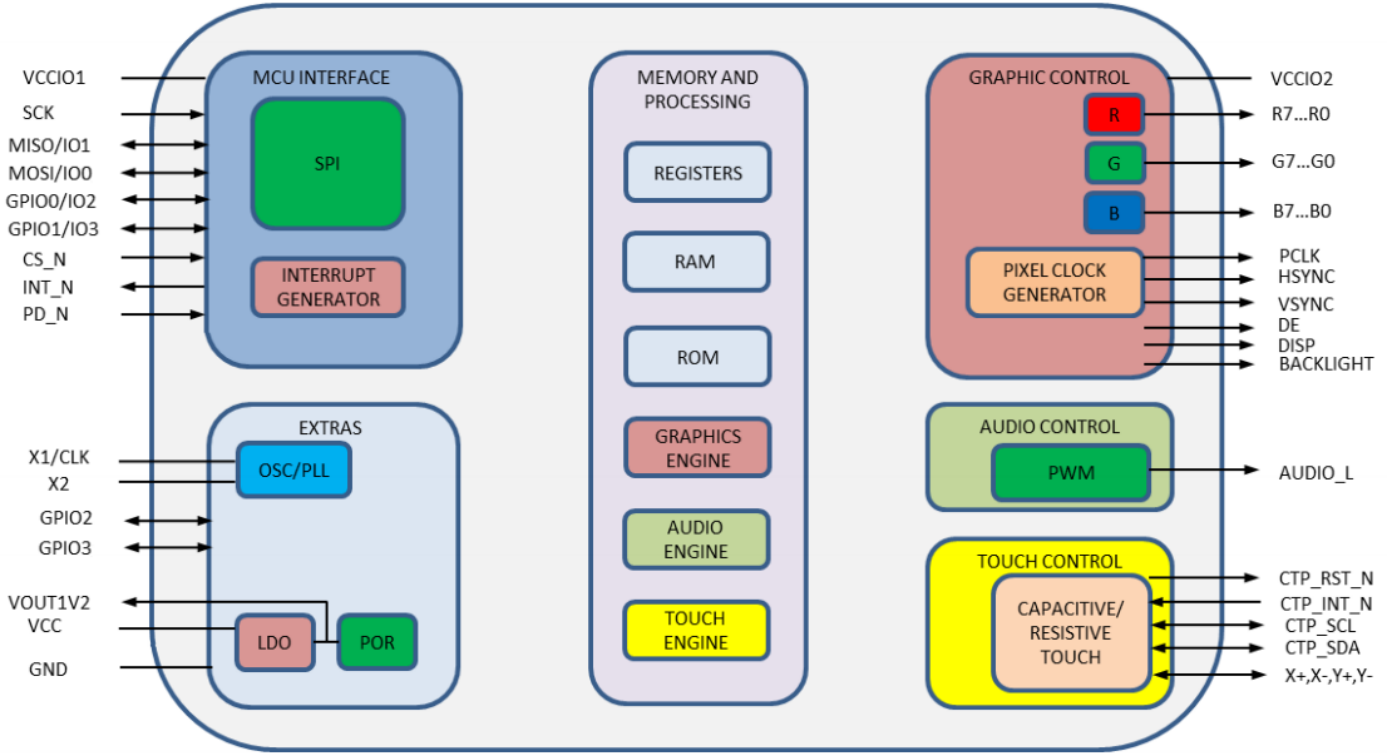 VCCIO1
SCK
MISO/IO1
MOSI/IO0
GPIO0/IO2
GPIO1/IO3
CS_N
INT_N
PD_N
MCU INTERFACE
SPI
INTERRUPT
GENERATOR
X1/CLK
X2
GPIO2
GPIO3
VOUT1V2
VCC
GND
EXTRAS
OSC/PLL
LDO
POR
MEMORY AND
PROCESSING
REGISTERS
RAM
ROM
GRAPHICS
ENGINE
AUDIO
ENGINE
TOUCH
ENGINE
GRAPHIC CONTROL
R
G
B
PIXEL CLOCK
GENERATOR
VCCIO2
R7...R0
G7...G0
B7...B0
PCLK
HSYNC
VSYNC
DE
DISP
BACKLIGHT
AUDIO CONTROL
PWM
AUDIO_L
TOUCH CONTROL
CAPACITIVE/
RESISTIVE
TOUCH
CTP_RST_N
CTP_INT_N
CTP_SCL
CTP_SDA
X+,X-,Y+,Y-